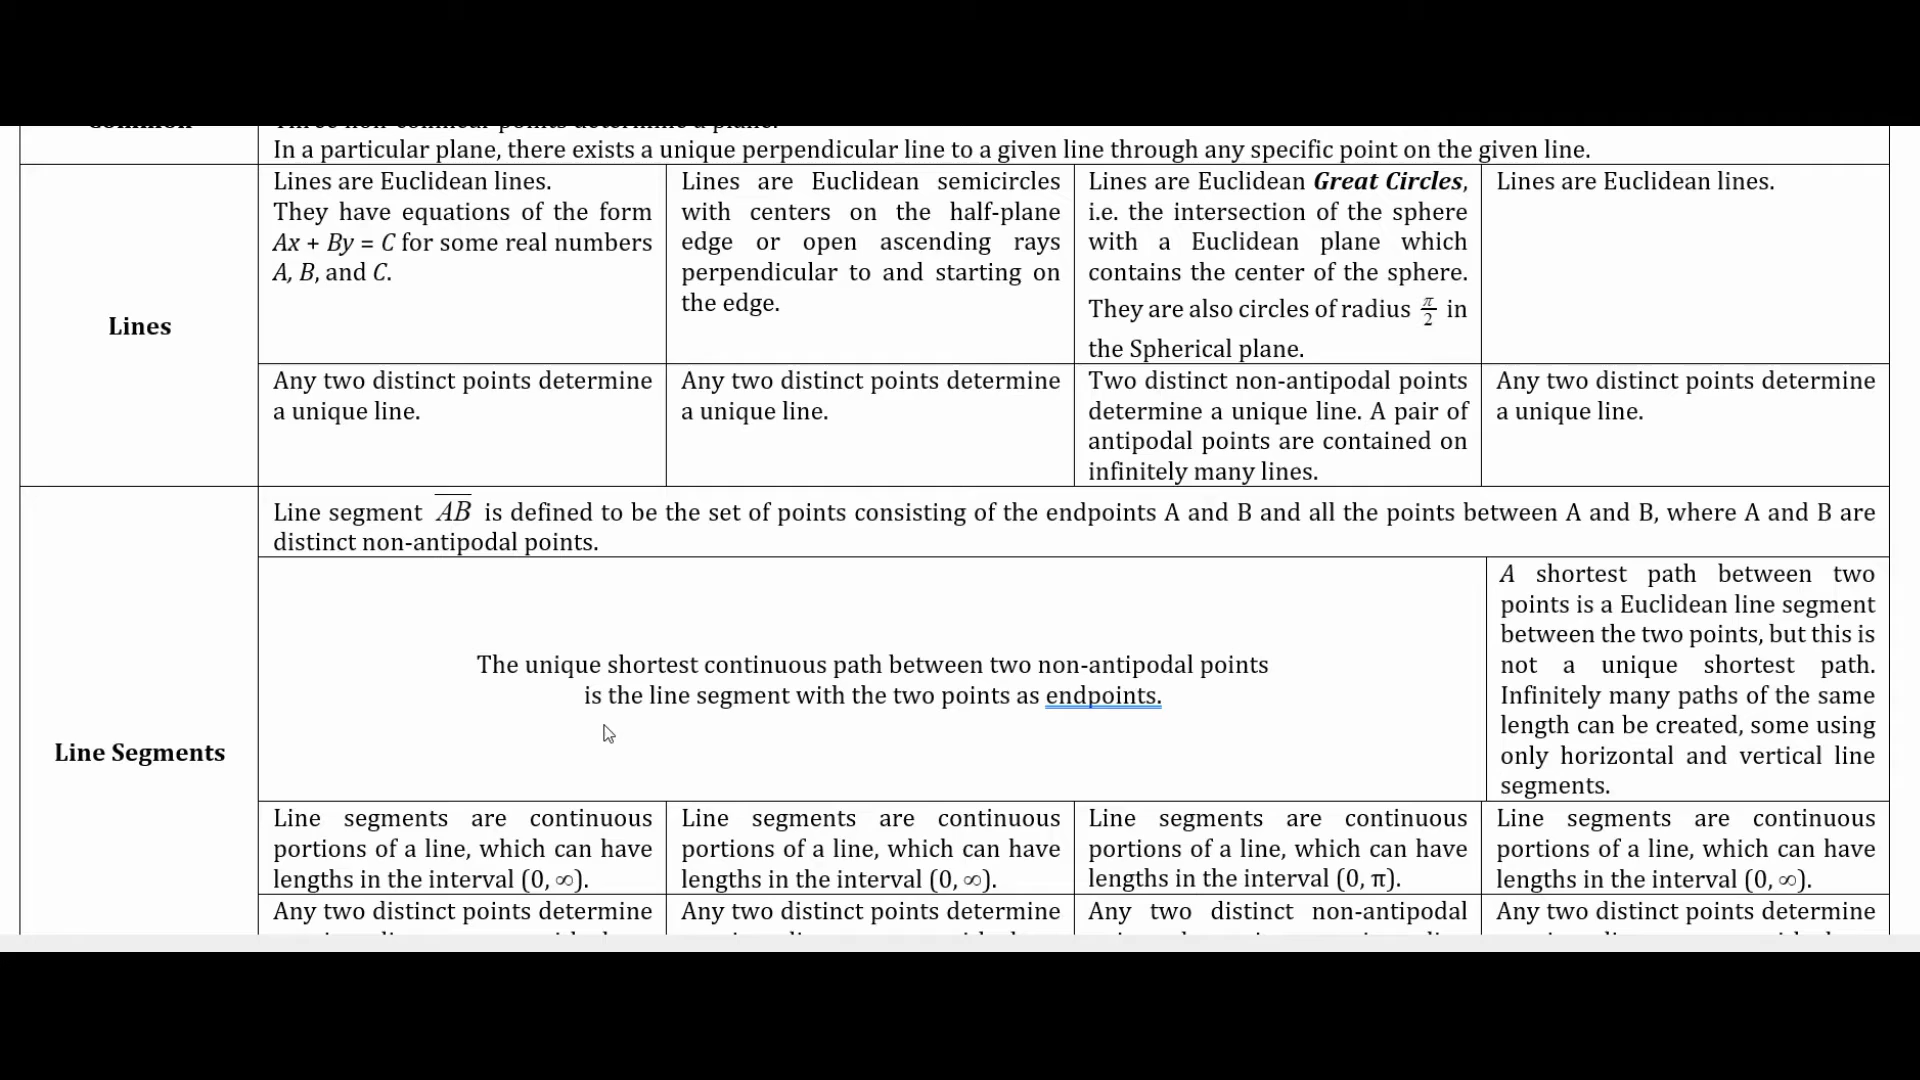 In a particular plane, there exists a unique perpendicular line to a given line through any specific point on the given line.
Lines
Lines are Euclidean lines.
They have equations of the form
Ax + By = C for some real numbers
A, B, and C.
Lines are Euclidean semicircles
with centers on the half-plane
edge or open ascending rays
perpendicular to and starting on
the edge.
Lines are Euclidean Great Circles,
i.e. the intersection of the sphere
with a Euclidean plane which
contains the center of the sphere.
They are also circles of radius π/2 in
the Spherical plane.
Lines are Euclidean lines.
Any two distinct points determine
a unique line.
Any two distinct points determine
a unique line.
Two distinct non-antipodal points
determine a unique line. A pair of
antipodal points are contained on
infinitely many lines.
Any two distinct points determine
a unique line.
Line Segments
Line segment AB is defined to be the set of points consisting of the endpoints A and B and all the points between A and B, where A and B are
distinct non-antipodal points.
The unique shortest continuous path between two non-antipodal points
is the line segment with the two points as endpoints.
A shortest path between two
points is a Euclidean line segment
between the two points, but this is
not a unique shortest path.
Infinitely many paths of the same
length can be created, some using
only horizontal and vertical line
segments.
Line segments are continuous
portions of a line, which can have
lengths in the interval (0, ∞).
Line segments are continuous
portions of a line, which can have
lengths in the interval (0, ∞).
Line segments are continuous
portions of a line, which can have
lengths in the interval (0, π).
Line segments are continuous
portions of a line, which can have
lengths in the interval (0, ∞).
Any two distinct points determine
Any two distinct points determine
Any two distinct non-antipodal
Any two distinct points determine